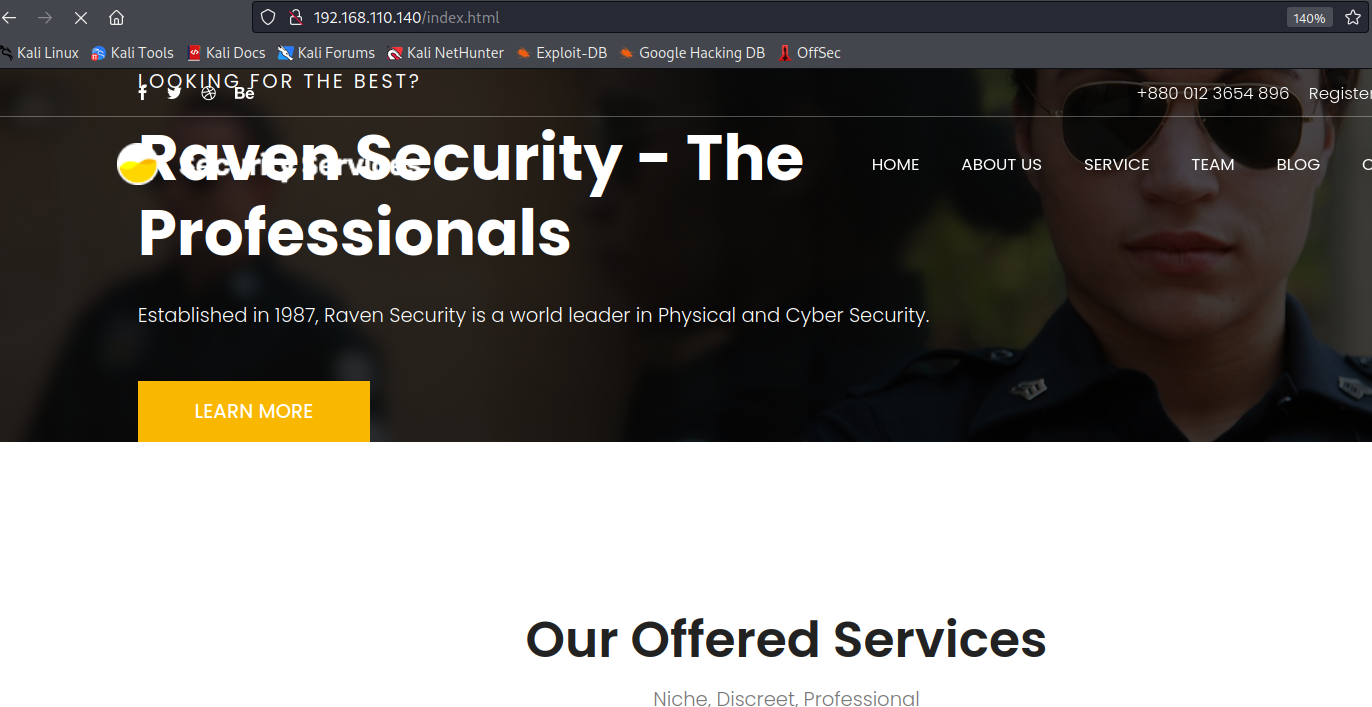 192.168.110.140/index.html
140%
Kali Linux Kali Tools Kali Docs Kali Forums Kali NetHunter Exploit-DB Google Hacking DB OffSec
LOOKING FOR THE BEST?
Bē +880 012 3654 896 Register
Security Services
HOME ABOUT US SERVICE TEAM BLOG
Raven Security - The
Professionals
Established in 1987, Raven Security is a world leader in Physical and Cyber Security.
LEARN MORE
Our Offered Services
Niche, Discreet, Professional